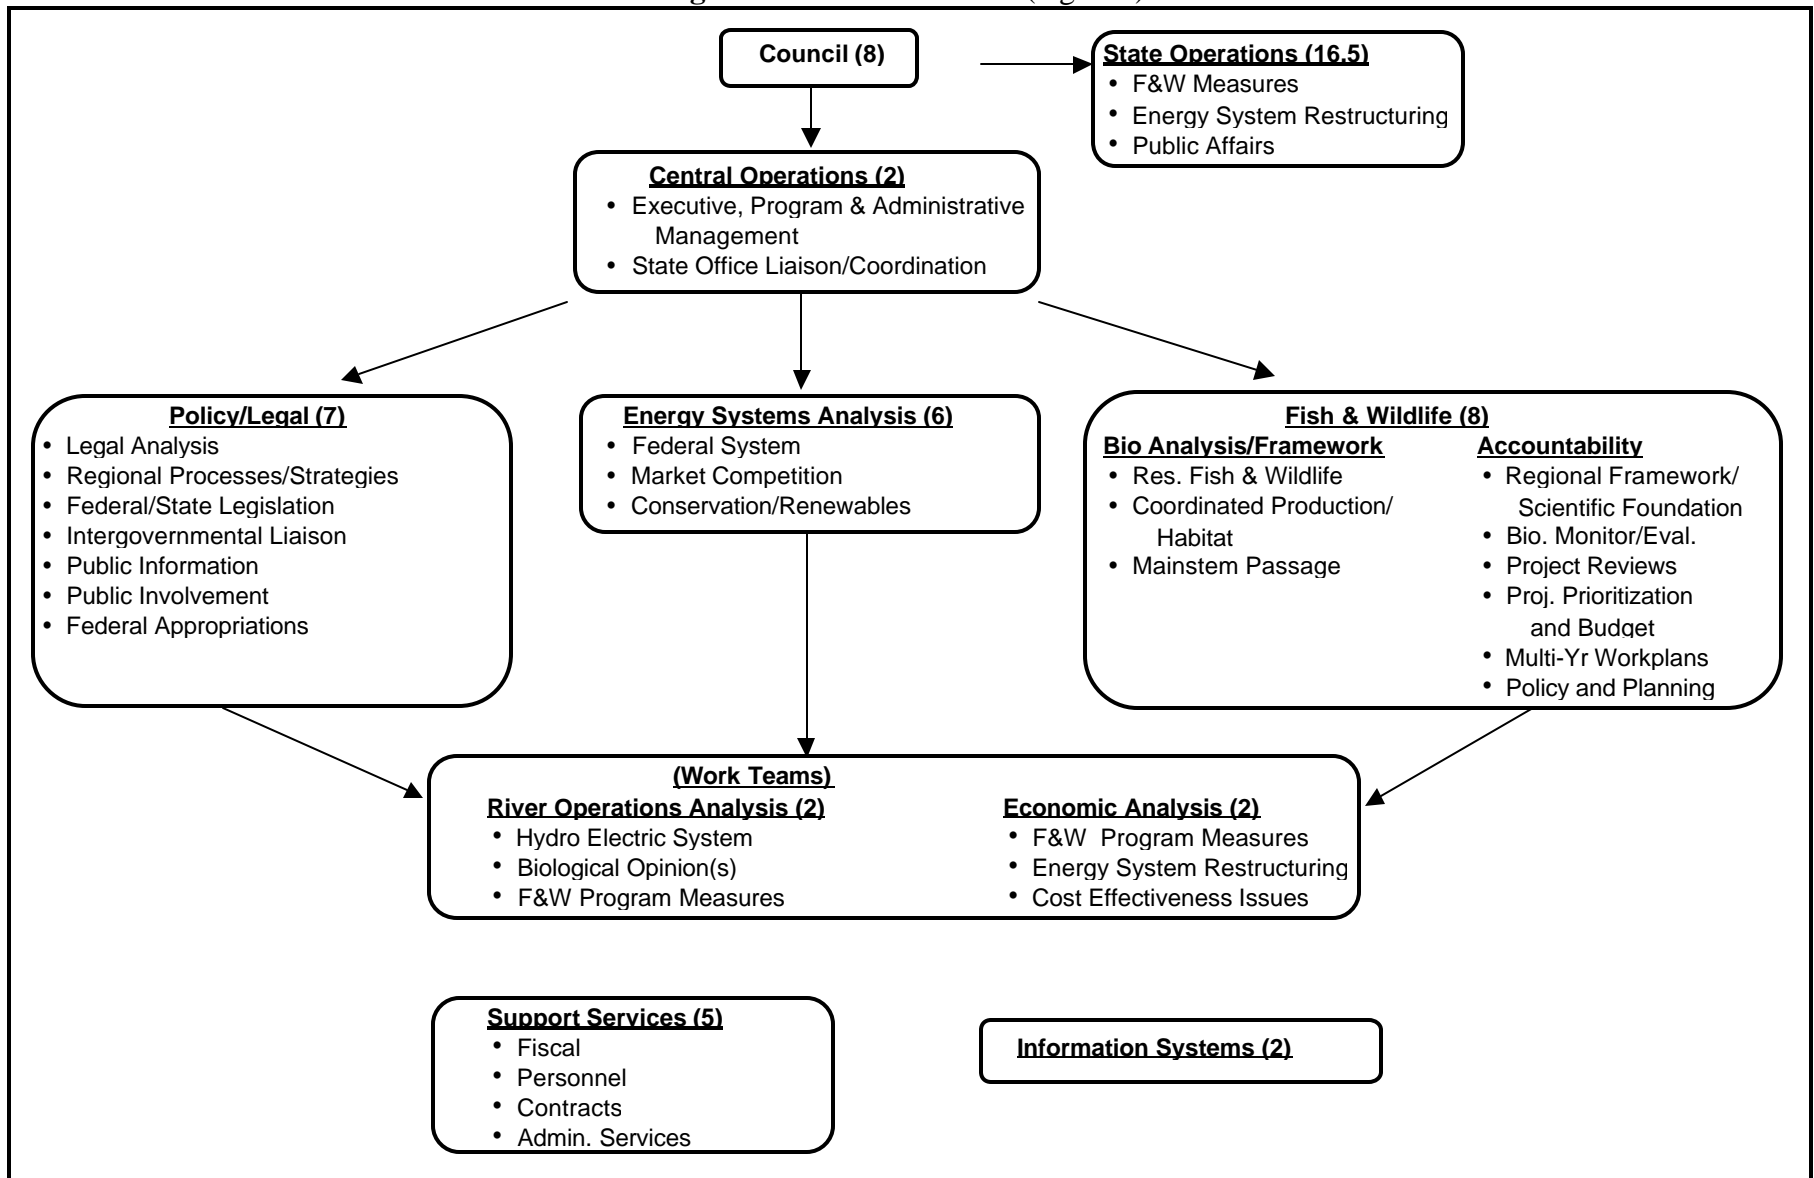 Council (8)
State Operations (16.5)
• F&W Measures
• Energy System Restructuring
• Public Affairs
Central Operations (2)
• Executive, Program & Administrative
Management
• State Office Liaison/Coordination
Policy/Legal (7)
• Legal Analysis
• Regional Processes/Strategies
• Federal/State Legislation
• Intergovernmental Liaison
• Public Information
• Public Involvement
• Federal Appropriations
Energy Systems Analysis (6)
• Federal System
• Market Competition
• Conservation/Renewables
Fish & Wildlife (8)
Bio Analysis/Framework
• Res. Fish & Wildlife
• Coordinated Production/
Habitat
• Mainstem Passage
Accountability
• Regional Framework/
Scientific Foundation
• Bio. Monitor/Eval.
• Project Reviews
• Proj. Prioritization
and Budget
• Multi-Yr Workplans
• Policy and Planning
(Work Teams)
River Operations Analysis (2)
• Hydro Electric System
• Biological Opinion(s)
• F&W Program Measures
Economic Analysis (2)
• F&W Program Measures
• Energy System Restructuring
• Cost Effectiveness Issues
Support Services (5)
• Fiscal
• Personnel
• Contracts
• Admin. Services
Information Systems (2)